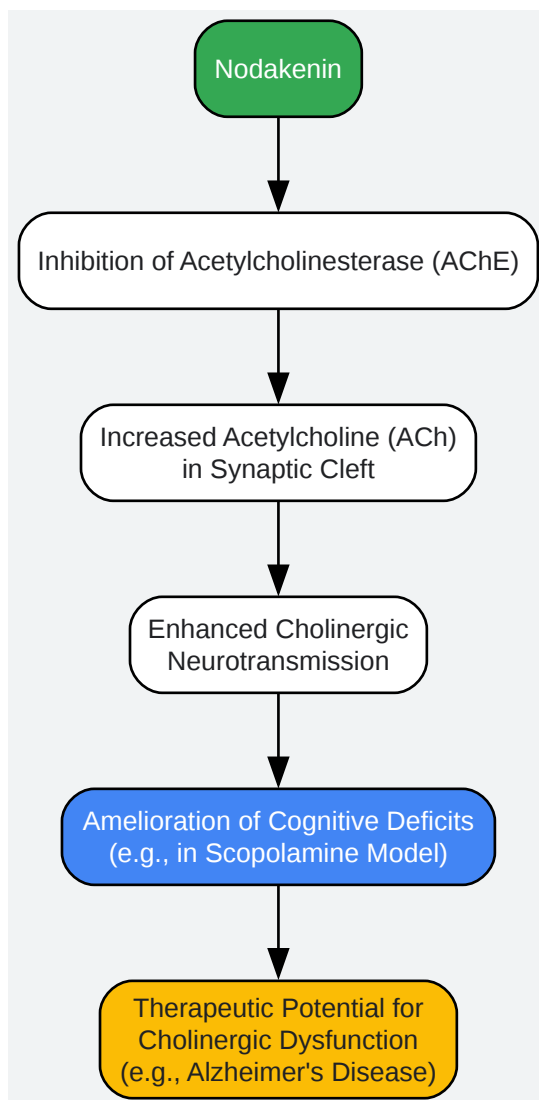 Nodakenin
Inhibition of Acetylcholinesterase (AChE)
Increased Acetylcholine (ACh)
in Synaptic Cleft
Enhanced Cholinergic
Neurotransmission
Amelioration of Cognitive Deficits
(e.g., in Scopolamine Model)
Therapeutic Potential for
Cholinergic Dysfunction
(e.g., Alzheimer's Disease)